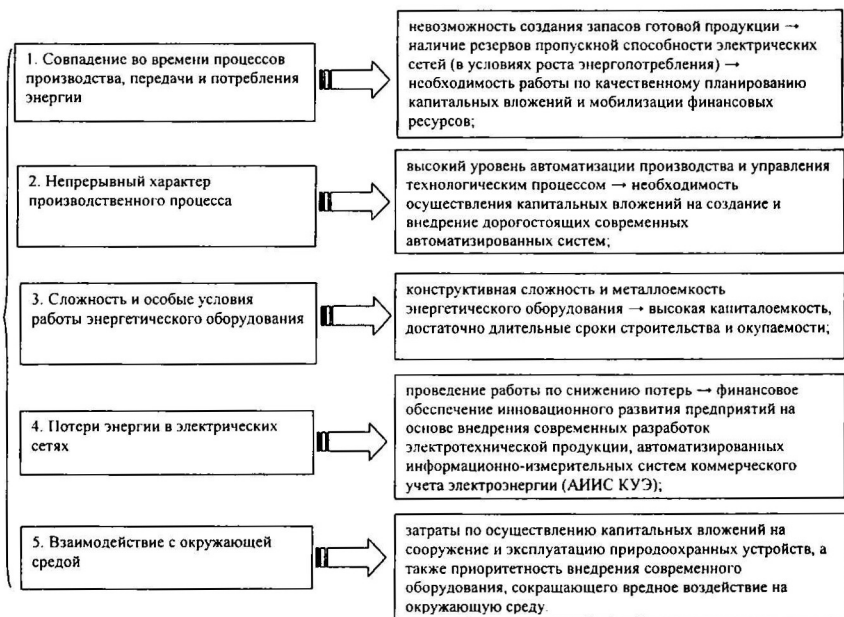 1. Совпадение во времени процессов
производства, передачи и потребления
энергии
невозможность создания запасов готовой продукции →
наличие резервов пропускной способности электрических
сетей (в условиях роста энергопотребления) →
необходимость работы по качественному планированию
капитальных вложений и мобилизации финансовых
ресурсов;
2. Непрерывный характер
производственного процесса
высокий уровень автоматизации производства и управления
технологическим процессом → необходимость
осуществления капитальных вложений на создание и
внедрение дорогостоящих современных
автоматизированных систем;
3. Сложность и особые условия
работы энергетического оборудования
конструктивная сложность и металлоемкость
энергетического оборудования → высокая капиталоемкость,
достаточно длительные сроки строительства и окупаемости;
4. Потери энергии в электрических
сетях
проведение работы по снижению потерь → финансовое
обеспечение инновационного развития предприятий на
основе внедрения современных разработок
электротехнической продукции, автоматизированных
информационно-измерительных систем коммерческого
учета электроэнергии (АИИС КУЭ);
5. Взаимодействие с окружающей
средой
затраты по осуществлению капитальных вложений на
сооружение и эксплуатацию природоохранных устройств, а
также приоритетность внедрения современного
оборудования, сокращающего вредное воздействие на
окружающую среду.